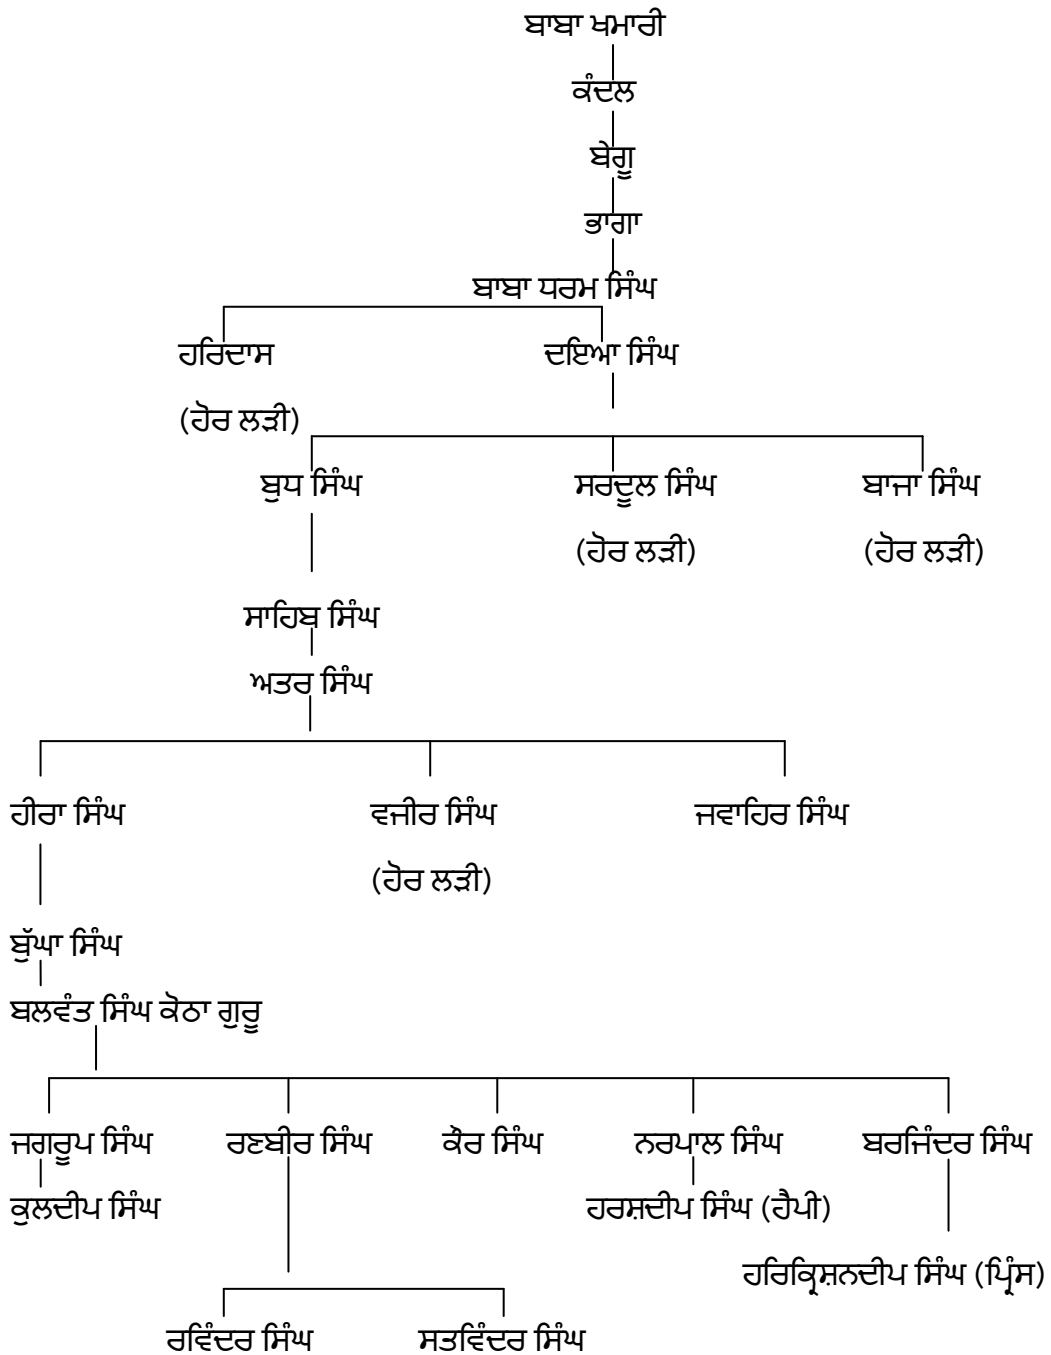 ਬਾਬਾ ਖਮਾਰੀ
ਕੰਦਲ
ਬੇਗੂ
ਭਾਗਾ
ਬਾਬਾ ਧਰਮ ਸਿੰਘ
ਹਰਿਦਾਸ ਦਇਆ ਸਿੰਘ
(ਹੋਰ ਲੜੀ)
ਬੁਧ ਸਿੰਘ ਸਰਦੂਲ ਸਿੰਘ ਬਾਜਾ ਸਿੰਘ
(ਹੋਰ ਲੜੀ) (ਹੋਰ ਲੜੀ)
ਸਾਹਿਬ ਸਿੰਘ
ਅਤਰ ਸਿੰਘ
ਹੀਰਾ ਸਿੰਘ ਵਜੀਰ ਸਿੰਘ ਜਵਾਹਿਰ ਸਿੰਘ
(ਹੋਰ ਲੜੀ)
ਬੁੱਘਾ ਸਿੰਘ
ਬਲਵੰਤ ਸਿੰਘ ਕੋਠਾ ਗੁਰੂ
ਜਗਰੂਪ ਸਿੰਘ ਰਣਬੀਰ ਸਿੰਘ ਕੌਰ ਸਿੰਘ ਨਰਪਾਲ ਸਿੰਘ ਬਰਜਿੰਦਰ ਸਿੰਘ
ਕੁਲਦੀਪ ਸਿੰਘ ਹਰਸ਼ਦੀਪ ਸਿੰਘ (ਹੈਪੀ)
ਹਰਿਕ੍ਰਿਸ਼ਨਦੀਪ ਸਿੰਘ (ਪ੍ਰਿੰਸ)
ਰਵਿੰਦਰ ਸਿੰਘ ਸਤਵਿੰਦਰ ਸਿੰਘ